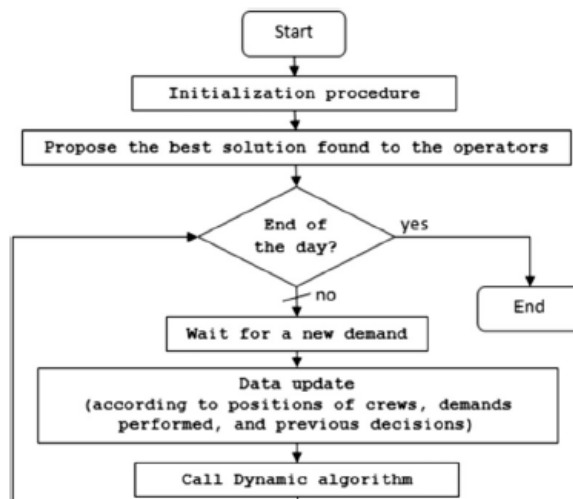 Start
Initialization procedure
Propose the best solution found to the operators
End of
the day?
yes
no
End
Wait for a new demand
Data update
(according to positions of crews, demands
performed, and previous decisions)
Call Dynamic algorithm